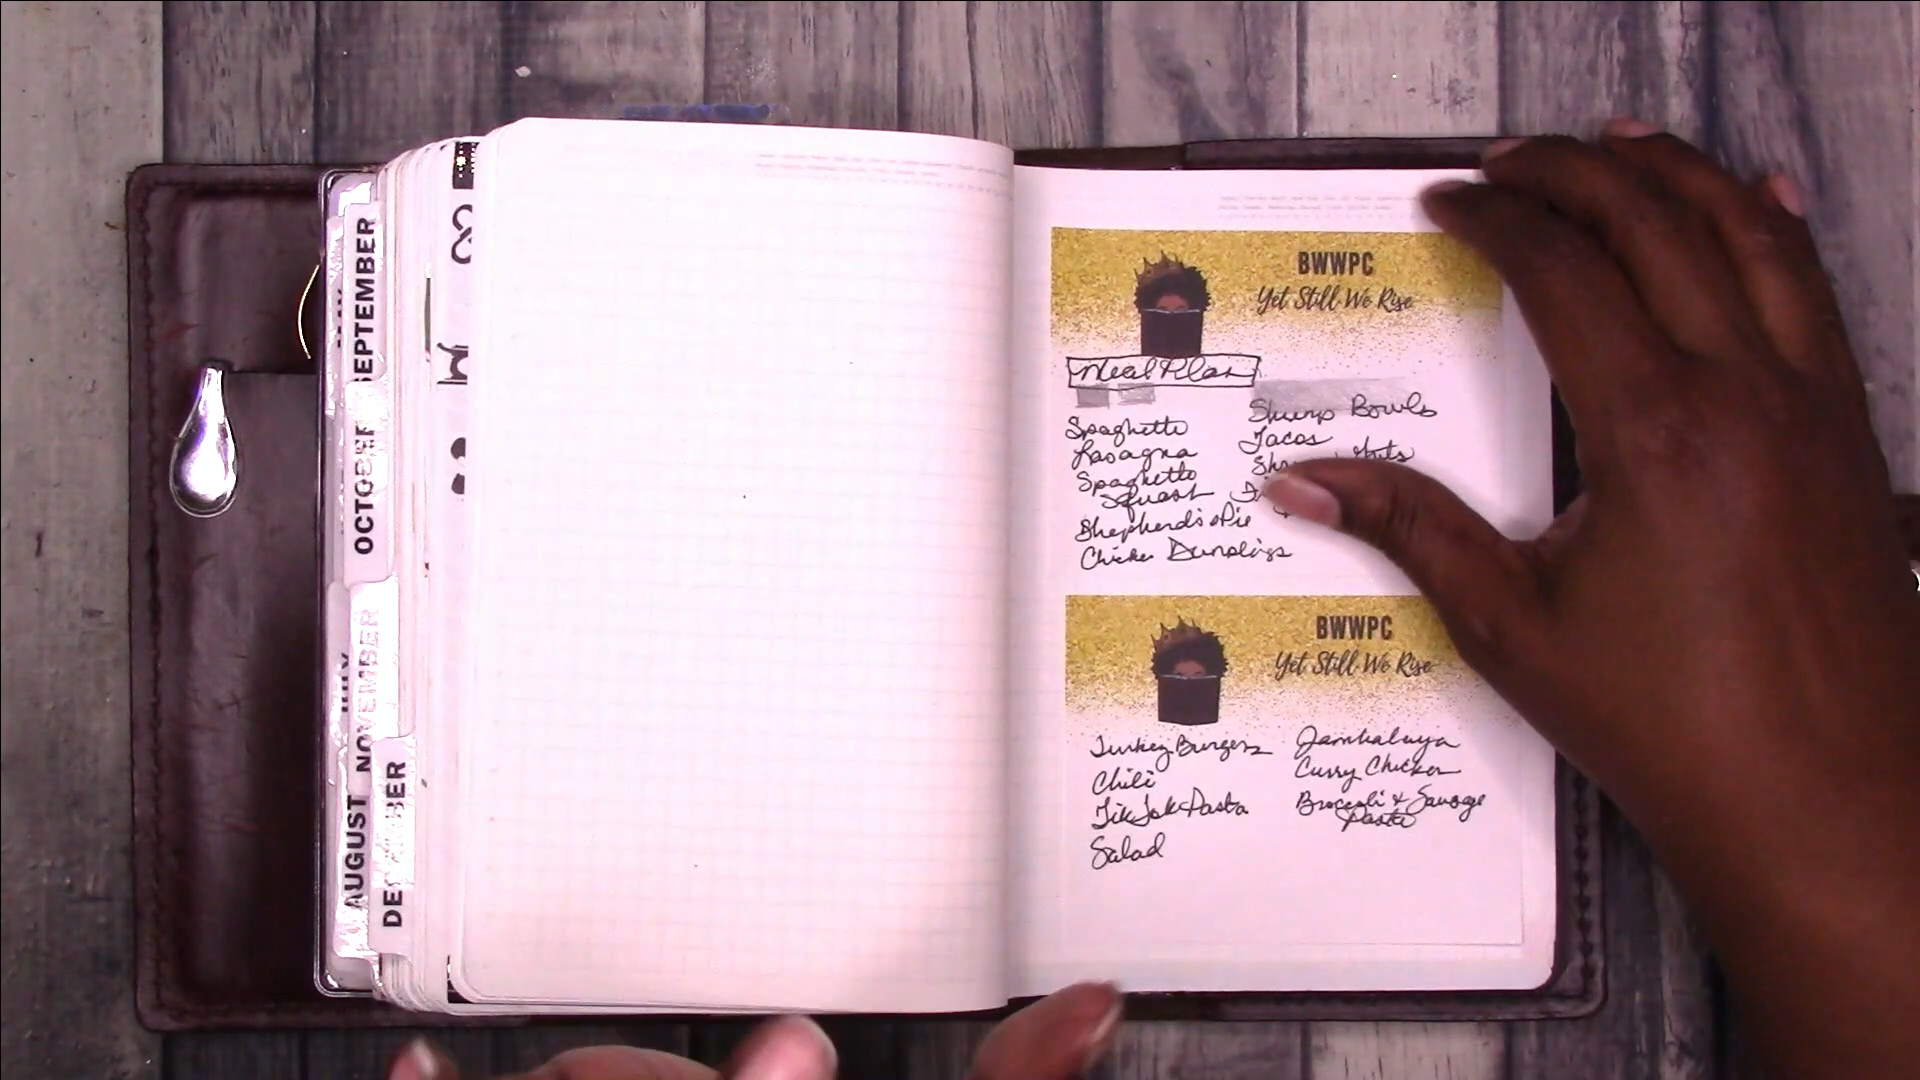 SEPTEMBER
OCTOBER
NOVEMBER
AUGUST
DECEMBER
BWWPC
Yet Still We Rise
Meal Plan
Spaghetti
Lasagna
Spaghetti
Squash
Shepherd's Pie
Chicken Dumplings
Shrimp Bowls
Tacos
BWWPC
Yet Still We Rise
Turkey Burgers
Chili
TikTok Pasta
Salad
Jambalaya
Curry Chicken
Broccoli & Sausage
Pasta